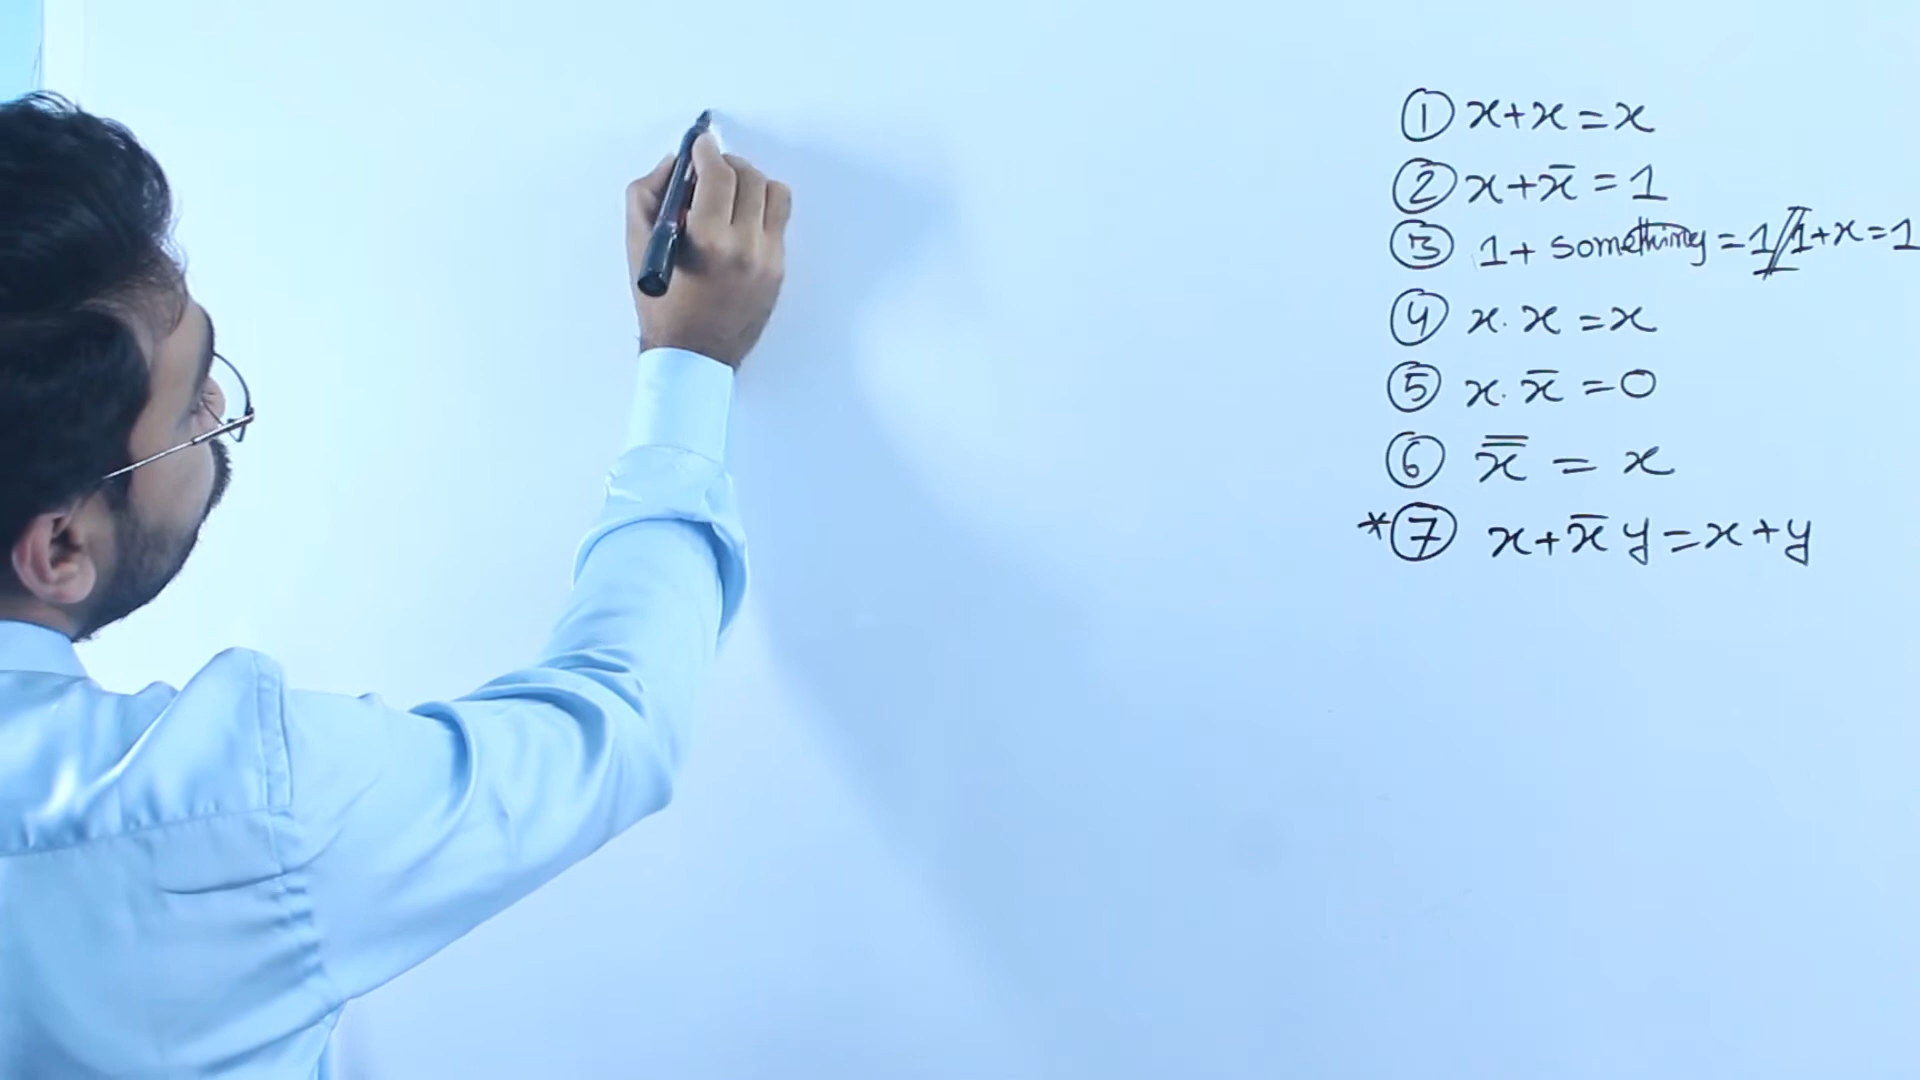 ① x+x=x
② x+x̄=1
③ 1+ something =1//1+x=1
④ x.x=x
⑤ x.x̄=0
⑥ x̿ = x
*⑦ x+x̄y=x+y